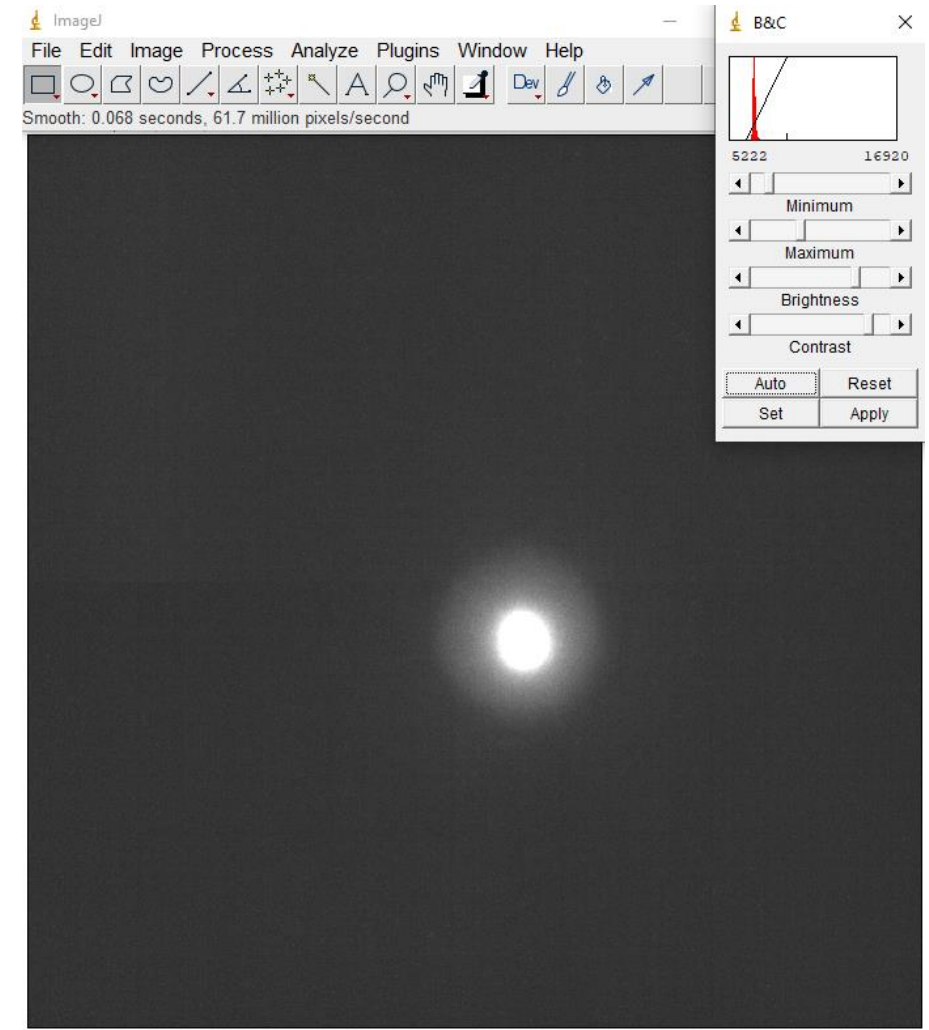 ImageJ
File Edit Image Process Analyze Plugins Window Help
A Dev
Smooth: 0.068 seconds, 61.7 million pixels/second
B&C
5222 16920
Minimum
Maximum
Brightness
Contrast
Auto Reset
Set Apply